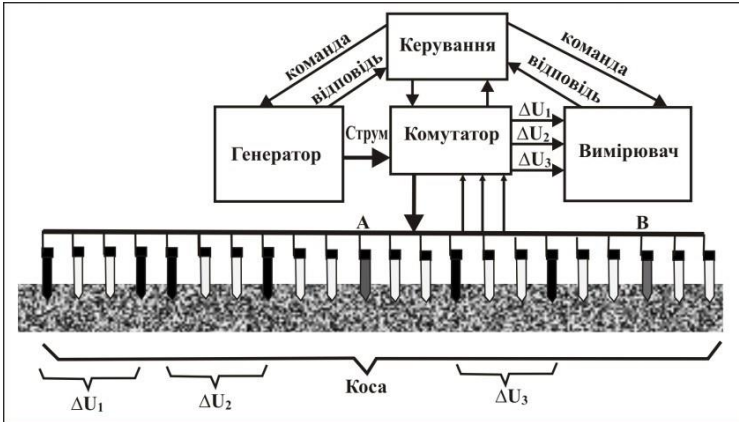 Керування
команда
відповідь
команда
відповідь
Генератор
Струм
Комутатор
ΔU₁
ΔU₂
ΔU₃
Вимірювач
A
B
Коса
ΔU₁
ΔU₂
ΔU₃